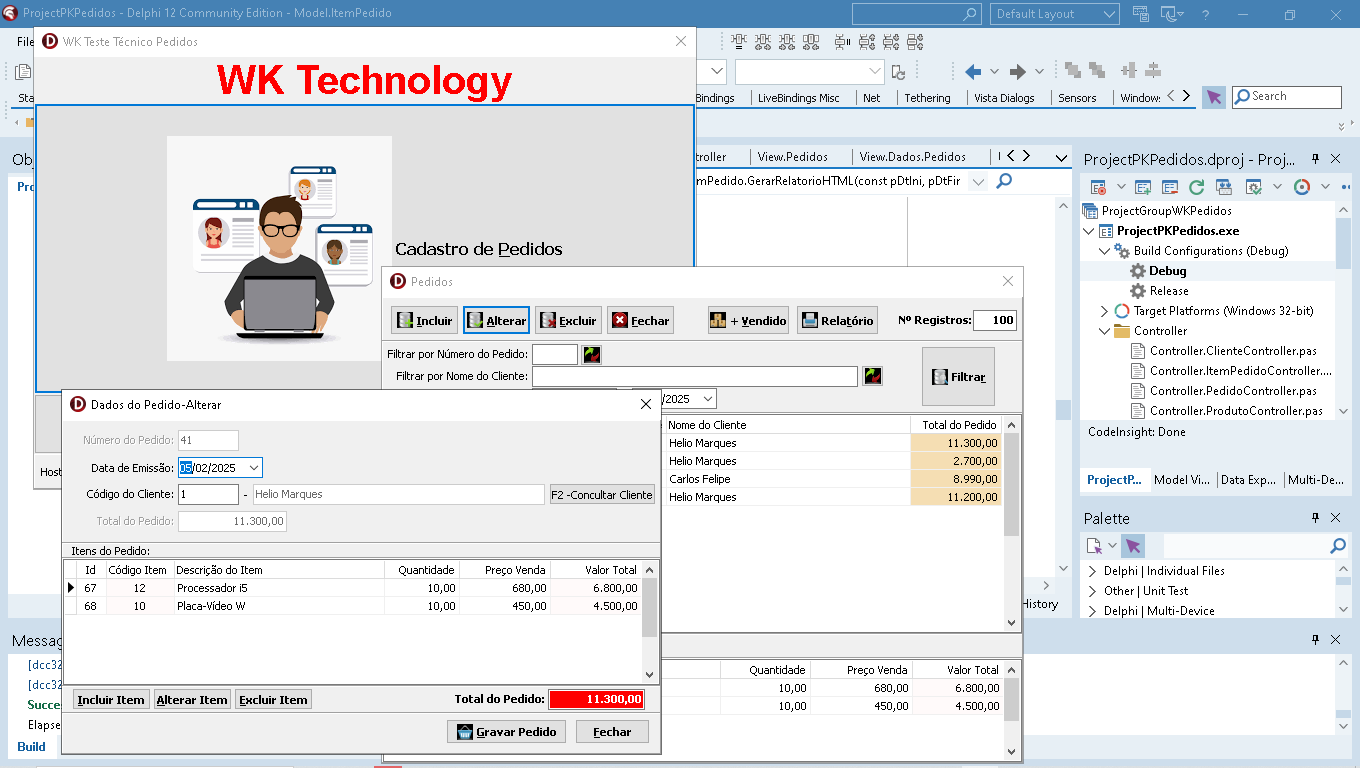 ProjectPKPedidos - Delphi 12 Community Edition - Model.ItemPedido
Default Layout
?
File
WK Teste Técnico Pedidos
WK Technology
Bindings
LiveBindings Misc
Net
Tethering
Vista Dialogs
Sensors
Window
Search
View.Pedidos
View.Dados.Pedidos
ProjectPKPedidos.dproj - Proj...
emPedido.GerarRelatorioHTML(const pDtIni, pDtFir
ProjectGroupWKPedidos
ProjectPKPedidos.exe
Build Configurations (Debug)
Debug
Release
Target Platforms (Windows 32-bit)
Controller
Controller.ClienteController.pas
Controller.ItemPedidoController....
Controller.PedidoController.pas
Controller.ProdutoController.pas
CodeInsight: Done
ProjectP...
Model Vi...
Data Exp...
Multi-De...
Palette
Delphi | Individual Files
Other | Unit Test
Delphi | Multi-Device
Cadastro de Pedidos
Pedidos
Incluir
Alterar
Excluir
Fechar
+ Vendido
Relatório
Nº Registros:
100
Filtrar por Número do Pedido:
Filtrar por Nome do Cliente:
Filtrar
/2025
Nome do Cliente
Total do Pedido
Helio Marques
11.300,00
Helio Marques
2.700,00
Carlos Felipe
8.990,00
Helio Marques
11.200,00
Quantidade
Preço Venda
Valor Total
10,00
680,00
6.800,00
10,00
450,00
4.500,00
History
Dados do Pedido-Alterar
Número do Pedido:
41
Data de Emissão:
05/02/2025
Código do Cliente:
1
-
Helio Marques
F2 -Concultar Cliente
Total do Pedido:
11.300,00
Itens do Pedido:
Id
Código Item
Descrição do Item
Quantidade
Preço Venda
Valor Total
67
12
Processador i5
10,00
680,00
6.800,00
68
10
Placa-Vídeo W
10,00
450,00
4.500,00
Incluir Item
Alterar Item
Excluir Item
Total do Pedido:
11.300,00
Gravar Pedido
Fechar
Host
Messag
[dcc32
[dcc32
Succe
Elapse
Build